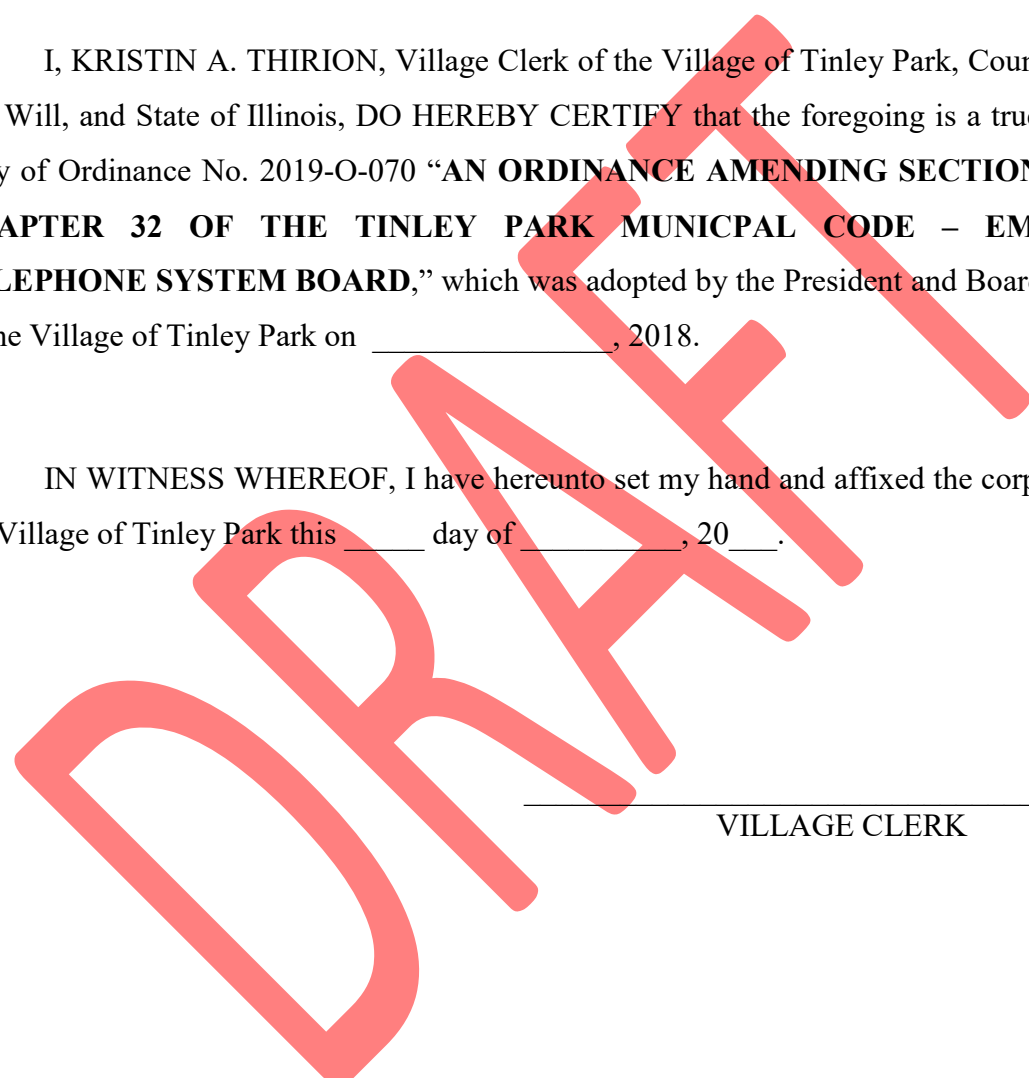 I, KRISTIN A. THIRION, Village Clerk of the Village of Tinley Park, Coun
Will, and State of Illinois, DO HEREBY CERTIFY that the foregoing is a true
y of Ordinance No. 2019-O-070 “AN ORDINANCE AMENDING SECTION
APTER 32 OF THE TINLEY PARK MUNICPAL CODE – EM
LEPHONE SYSTEM BOARD,” which was adopted by the President and Board
he Village of Tinley Park on _______________, 2018.
IN WITNESS WHEREOF, I have hereunto set my hand and affixed the corp
Village of Tinley Park this _____ day of __________, 20___.
VILLAGE CLERK
DRAFT